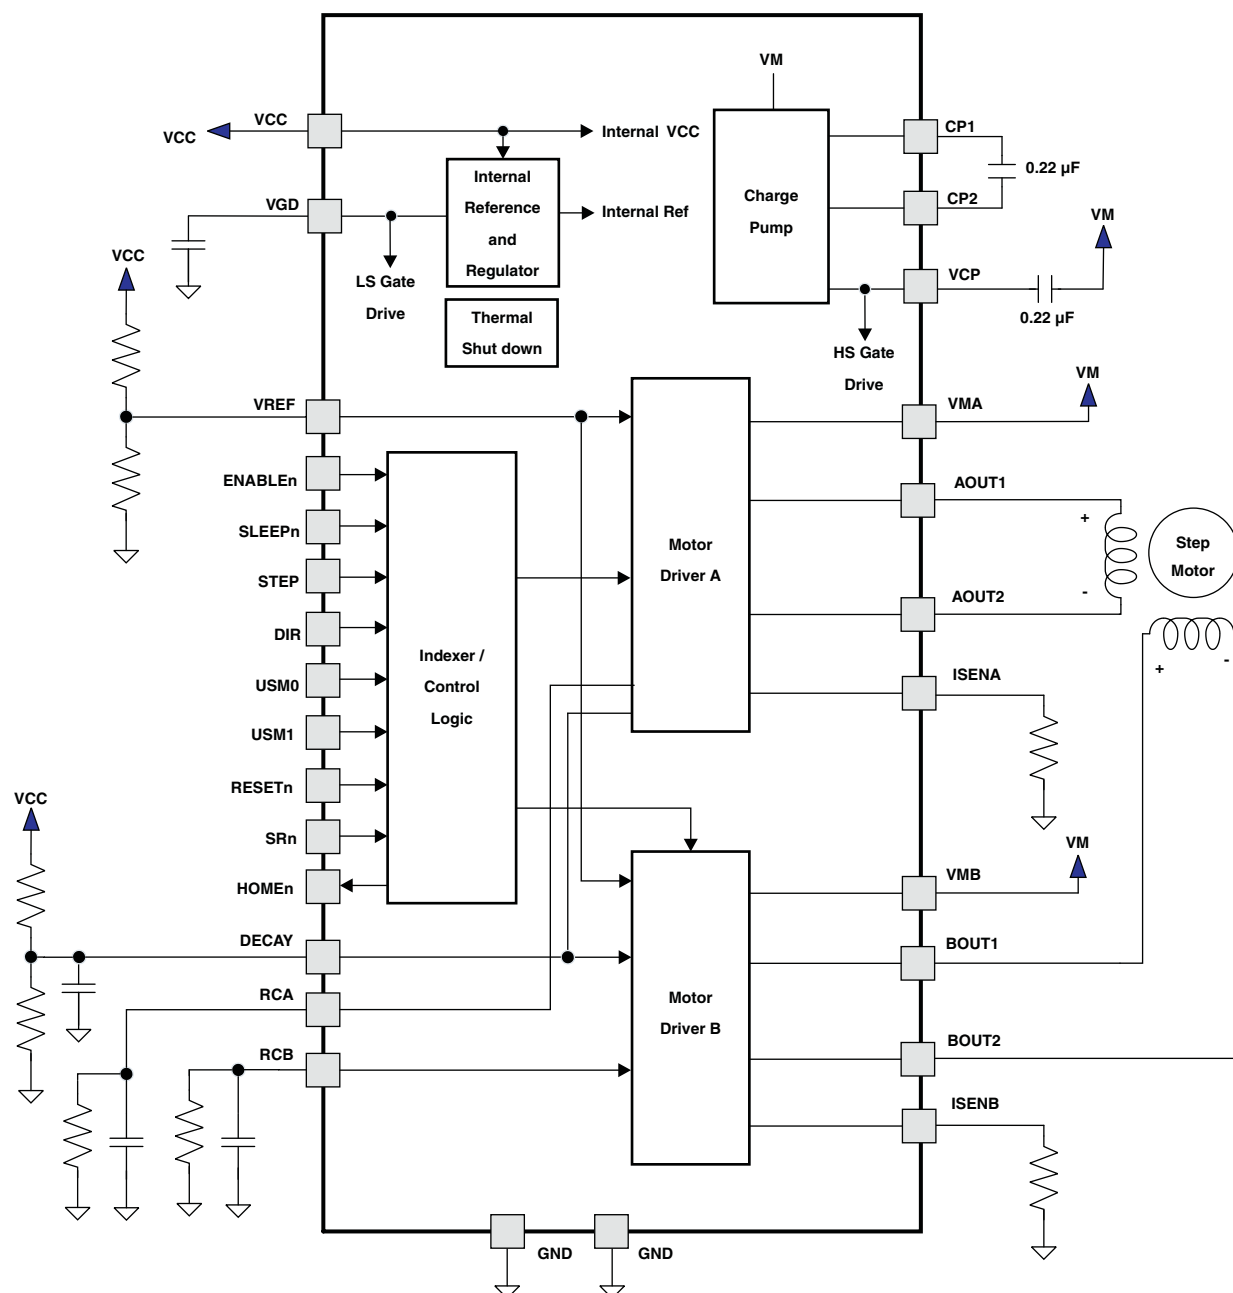 VM
VCC
VCC
Internal VCC
CP1
0.22 µF
Internal
Reference
and
Regulator
Charge
Pump
CP2
VGD
Internal Ref
VM
VCC
LS Gate
Drive
VCP
0.22 µF
Thermal
Shut down
HS Gate
Drive
VM
VREF
VMA
ENABLEn
AOUT1
SLEEPn
+
Step
Motor
Motor
Driver A
STEP
-
AOUT2
DIR
Indexer /
Control
Logic
+
-
USM0
ISENA
USM1
RESETn
VCC
SRn
VM
HOMEn
VMB
DECAY
BOUT1
RCA
Motor
Driver B
RCB
BOUT2
ISENB
GND
GND